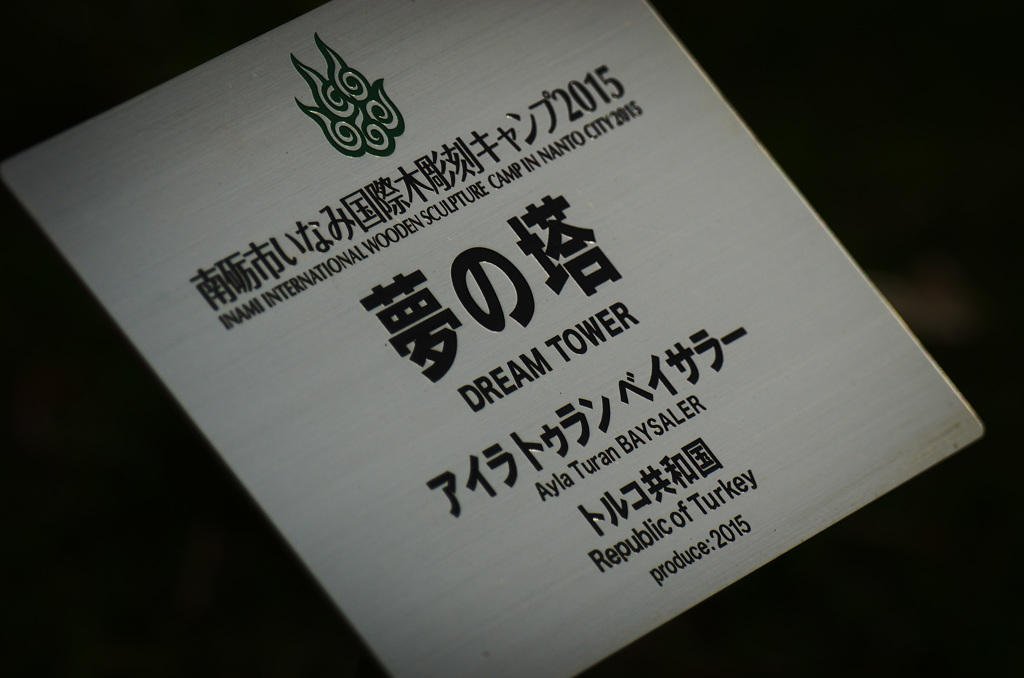 南砺市いなみ国際木彫刻キャンプ2015
INAMI INTERNATIONAL WOODEN SCULPTURE CAMP IN NANTO CITY 2015
夢の塔
DREAM TOWER
アイラ トゥラン ベイサラー
Ayla Turan BAYSALER
トルコ共和国
Republic of Turkey
produce:2015